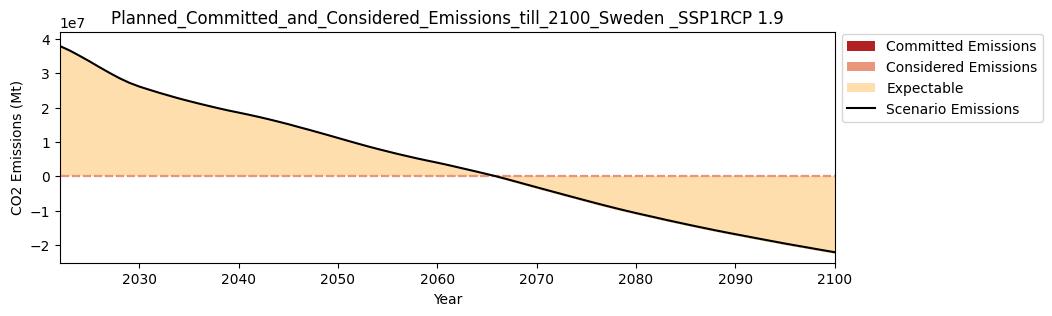 Planned_Committed_and_Considered_Emissions_till_2100_Sweden _SSP1RCP 1.9
1e7
4
3
2
1
0
−1
−2
CO2 Emissions (Mt)
2030 2040 2050 2060 2070 2080 2090 2100
Year
Committed Emissions
Considered Emissions
Expectable
Scenario Emissions